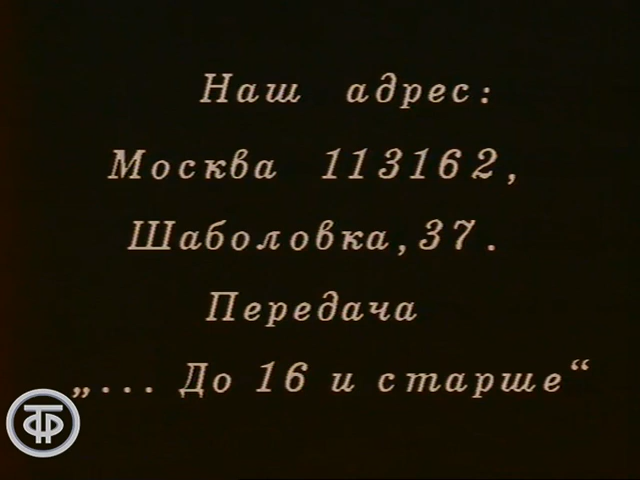 Наш адрес:
Москва 113162,
Шаболовка, 37.
Передача
„... До 16 и старше“